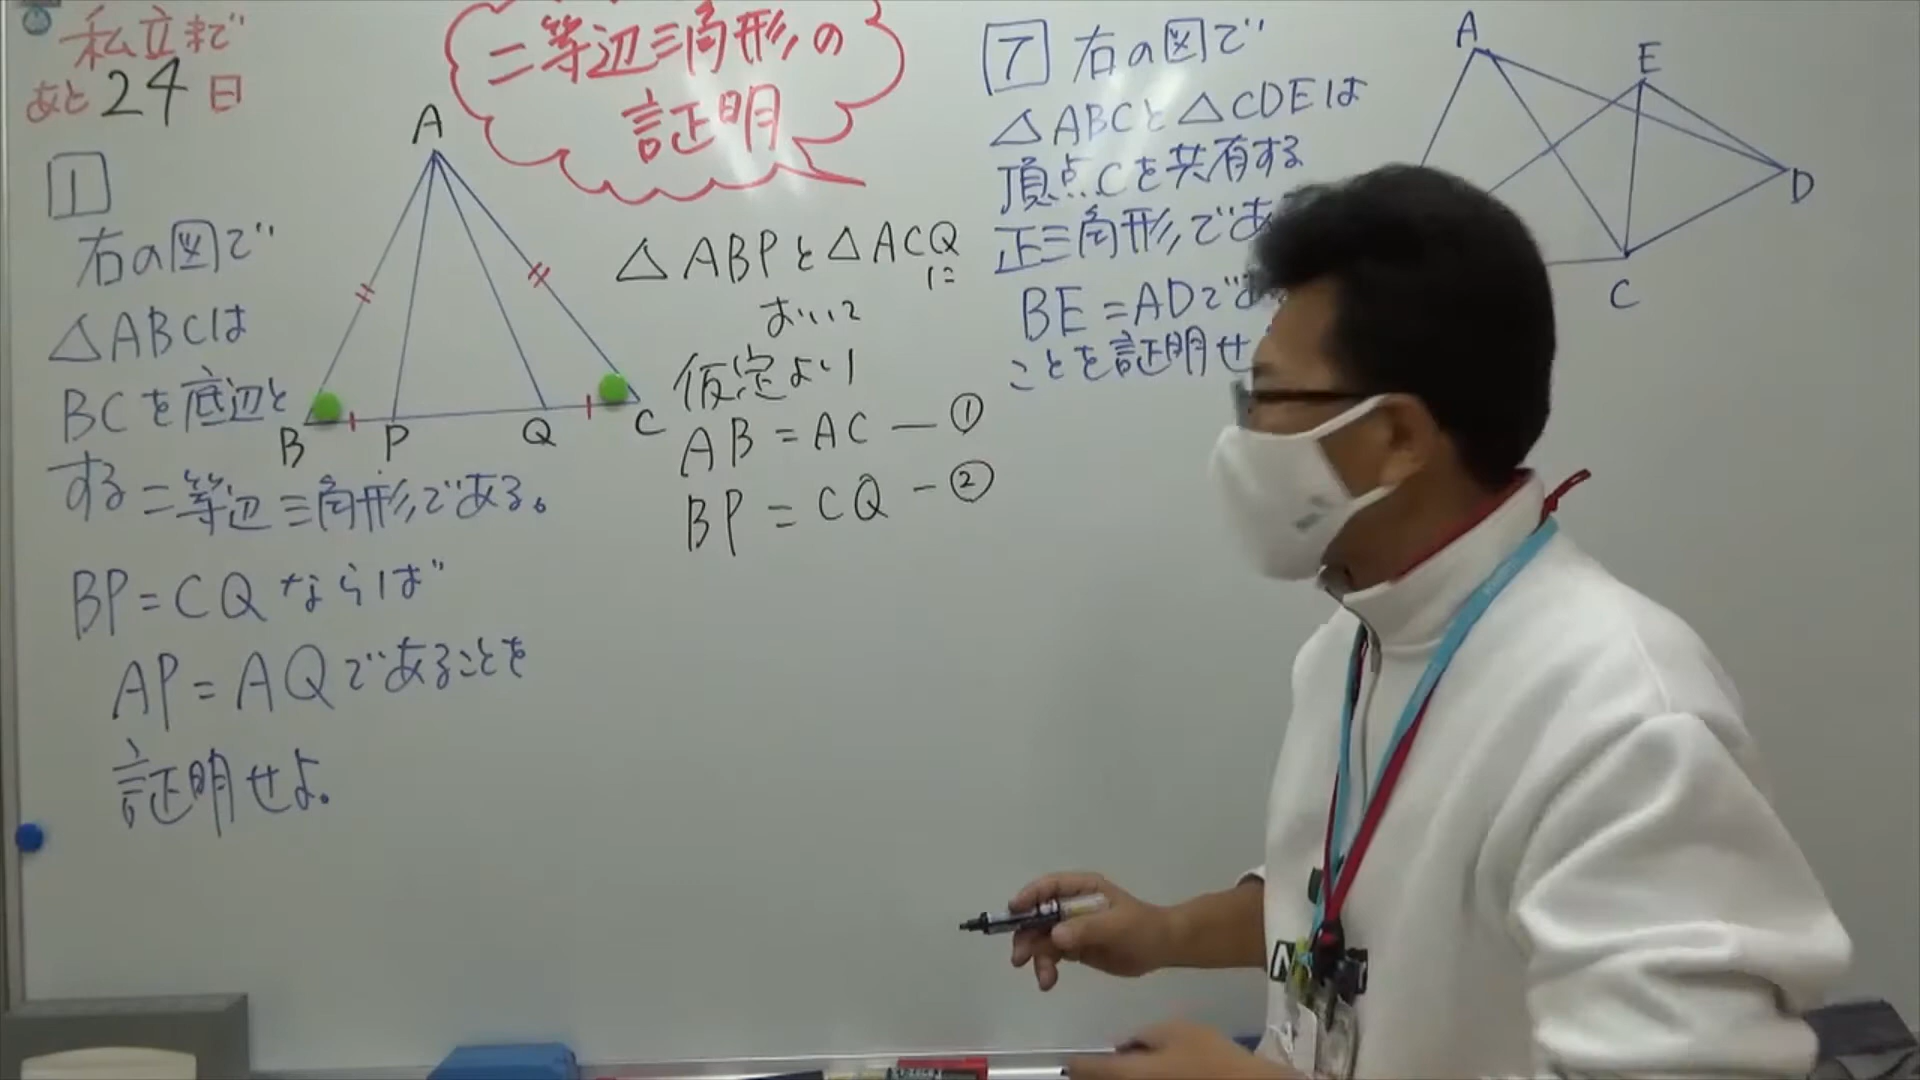 私立まで
あと24日
二等辺三角形の
証明
1
右の図で
△ABCは
BCを底辺と
する二等辺三角形である。
BP=CQならば
AP=AQであることを
証明せよ。
A
B
P
Q
C
△ABPと△ACQに
おいて
仮定より
AB=AC―①
BP=CQ―②
7 右の図で
△ABCと△CDEは
頂点Cを共有する
正三角形であ
BE=ADであ
ことを証明せ
A
E
D
C